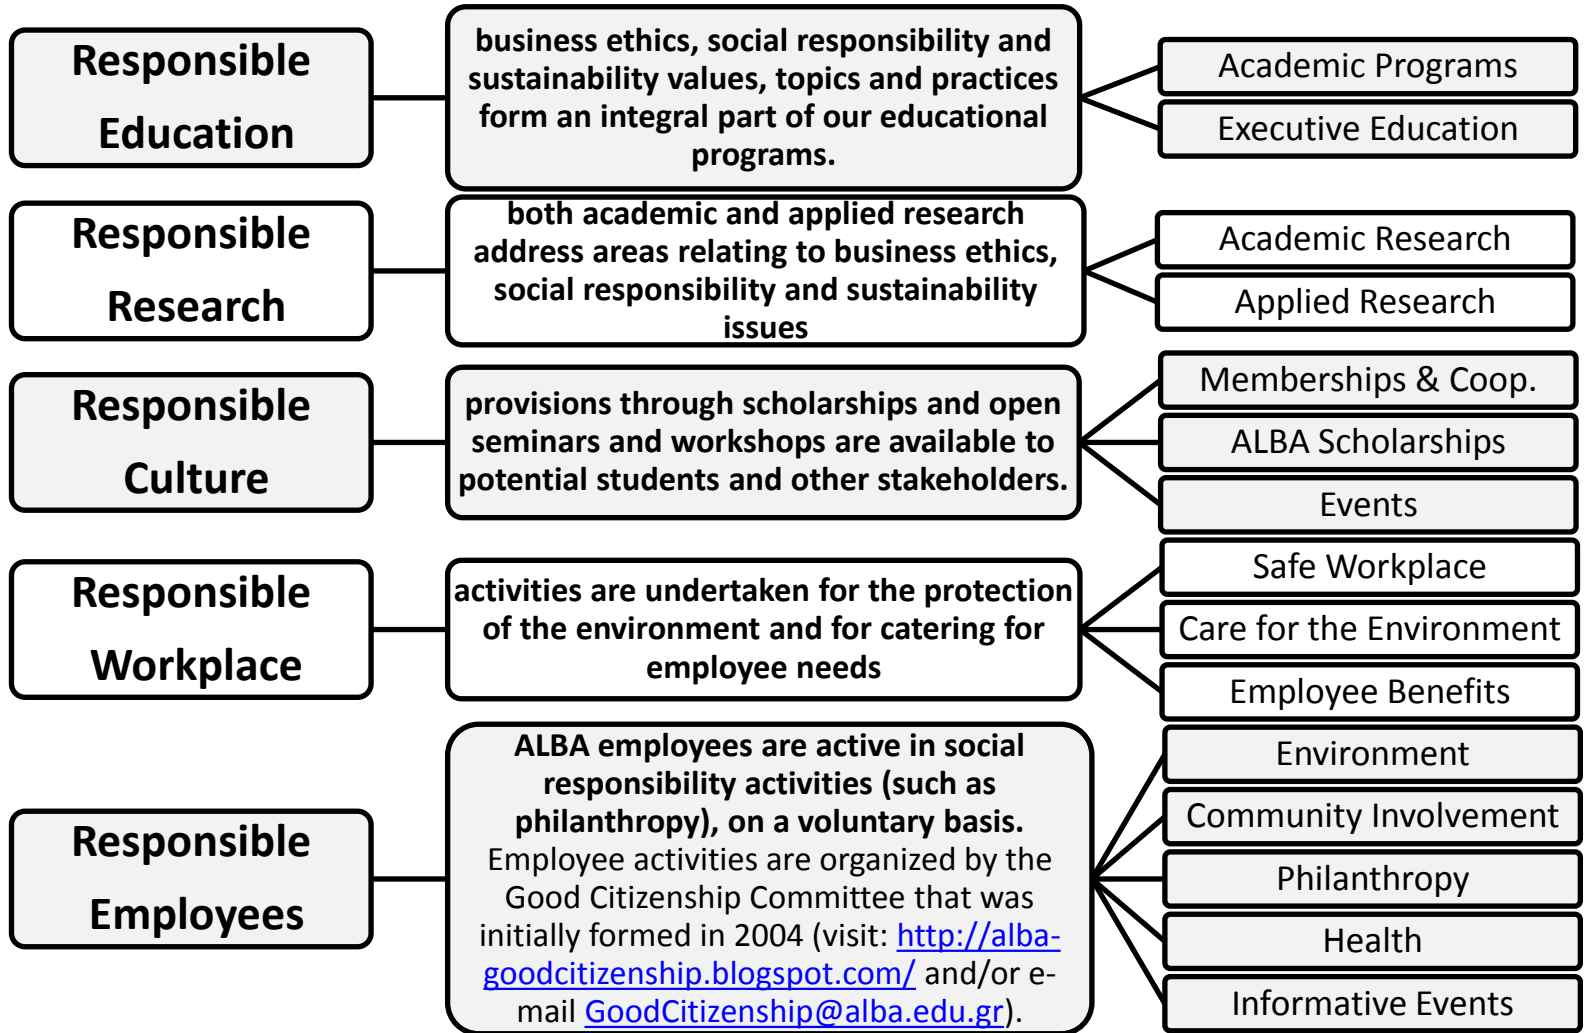 Responsible
Education
business ethics, social responsibility and
sustainability values, topics and practices
form an integral part of our educational
programs.
Academic Programs
Executive Education
Responsible
Research
both academic and applied research
address areas relating to business ethics,
social responsibility and sustainability
issues
Academic Research
Applied Research
Responsible
Culture
provisions through scholarships and open
seminars and workshops are available to
potential students and other stakeholders.
Memberships & Coop.
ALBA Scholarships
Events
Responsible
Workplace
activities are undertaken for the protection
of the environment and for catering for
employee needs
Safe Workplace
Care for the Environment
Employee Benefits
Responsible
Employees
ALBA employees are active in social
responsibility activities (such as
philanthropy), on a voluntary basis.
Employee activities are organized by the
Good Citizenship Committee that was
initially formed in 2004 (visit: http://alba-
goodcitizenship.blogspot.com/ and/or e-
mail GoodCitizenship@alba.edu.gr).
Environment
Community Involvement
Philanthropy
Health
Informative Events